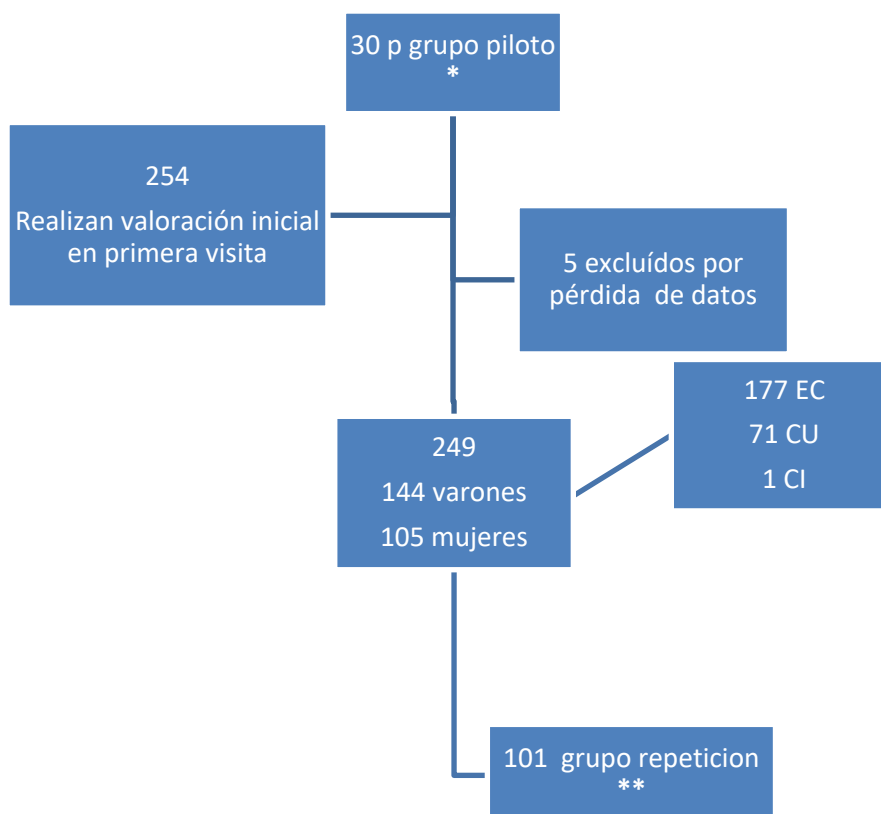 30 p grupo piloto
*
254
Realizan valoración inicial
en primera visita
5 excluídos por
pérdida de datos
177 EC
71 CU
1 CI
249
144 varones
105 mujeres
101 grupo repeticion
**